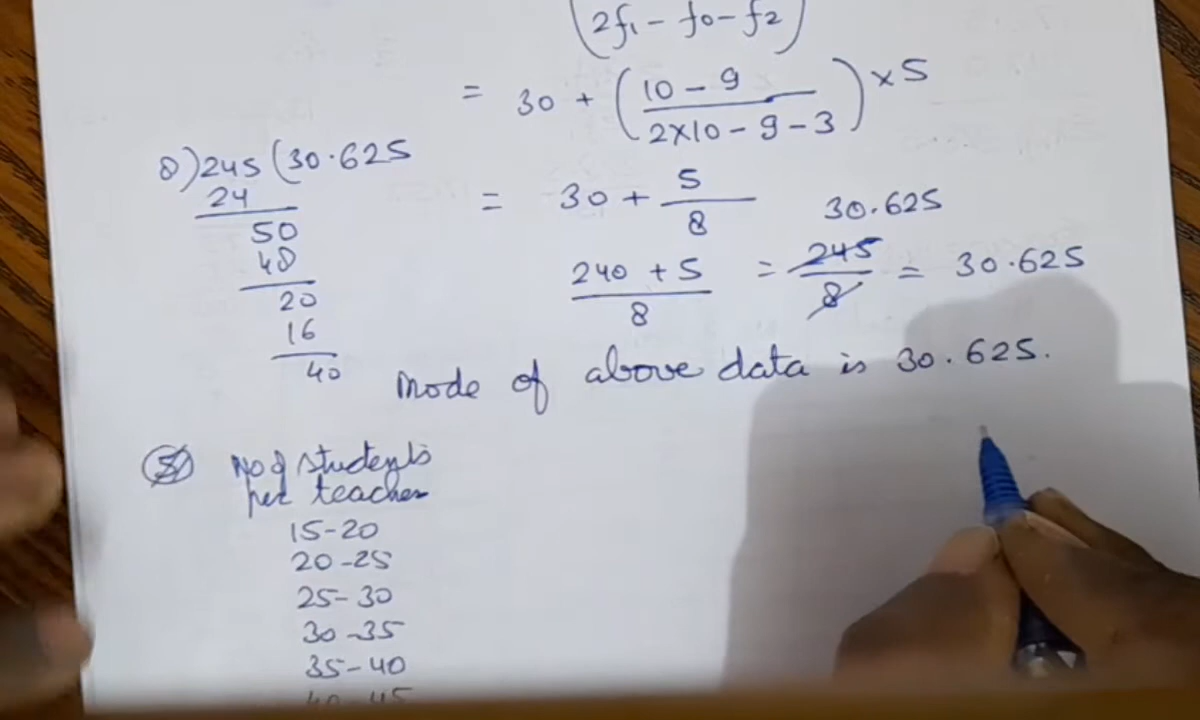 (2f₁ - f0 - f2)
= 30 + (10 - 9 / 2×10 - 9 - 3) × 5
8)245(30.625
24
50
48
20
16
40
= 30 + 5/8
30.625
240 + 5 / 8 = 245/8 = 30.625
Mode of above data is 30.625.
5 No of students
per teacher
15-20
20-25
25-30
30-35
35-40
40-45